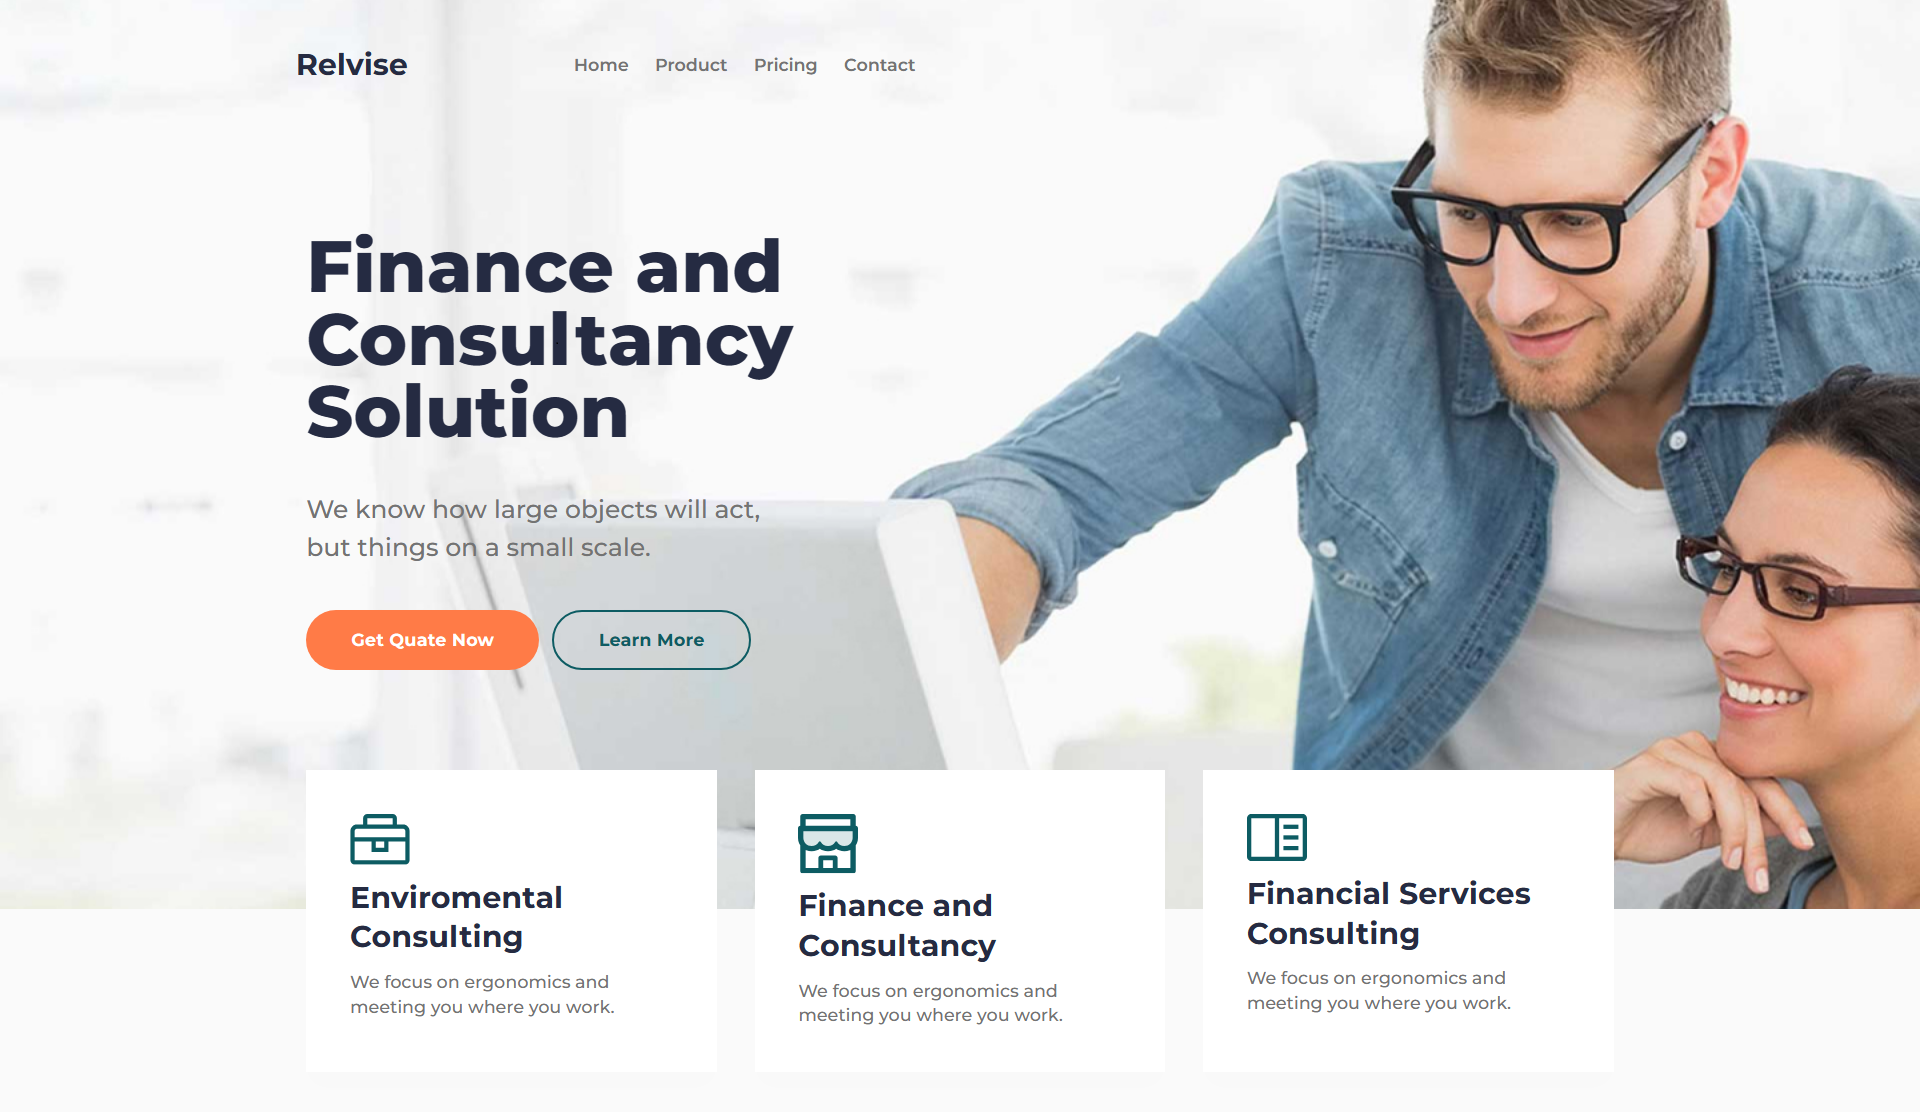 Relvise
Home Product Pricing Contact
Finance and
Consultancy
Solution
We know how large objects will act,
but things on a small scale.
Get Quate Now
Learn More
Enviromental
Consulting
We focus on ergonomics and
meeting you where you work.
Finance and
Consultancy
We focus on ergonomics and
meeting you where you work.
Financial Services
Consulting
We focus on ergonomics and
meeting you where you work.